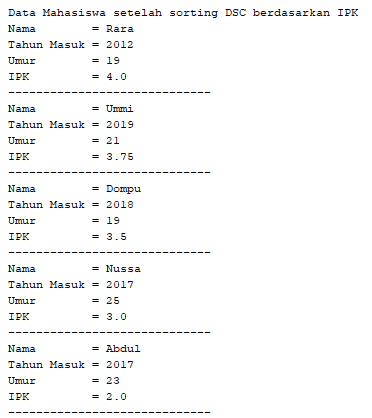 Data Mahasiswa setelah sorting DSC berdasarkan IPK
Nama        = Rara
Tahun Masuk = 2012
Umur        = 19
IPK         = 4.0
-----------------------------
Nama        = Ummi
Tahun Masuk = 2019
Umur        = 21
IPK         = 3.75
-----------------------------
Nama        = Dompu
Tahun Masuk = 2018
Umur        = 19
IPK         = 3.5
-----------------------------
Nama        = Nussa
Tahun Masuk = 2017
Umur        = 25
IPK         = 3.0
-----------------------------
Nama        = Abdul
Tahun Masuk = 2017
Umur        = 23
IPK         = 2.0
-----------------------------